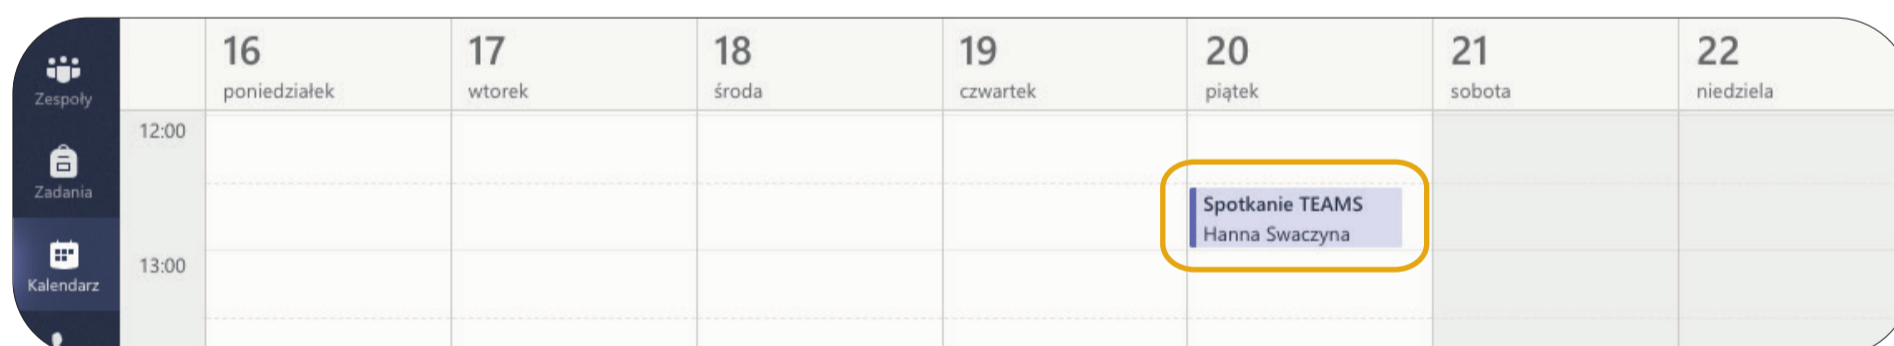 16 17 18 19 20 21 22
poniedziałek wtorek środa czwartek piątek sobota niedziela
Zespoły
12:00
Zadania
Spotkanie TEAMS
Hanna Swaczyna
13:00
Kalendarz